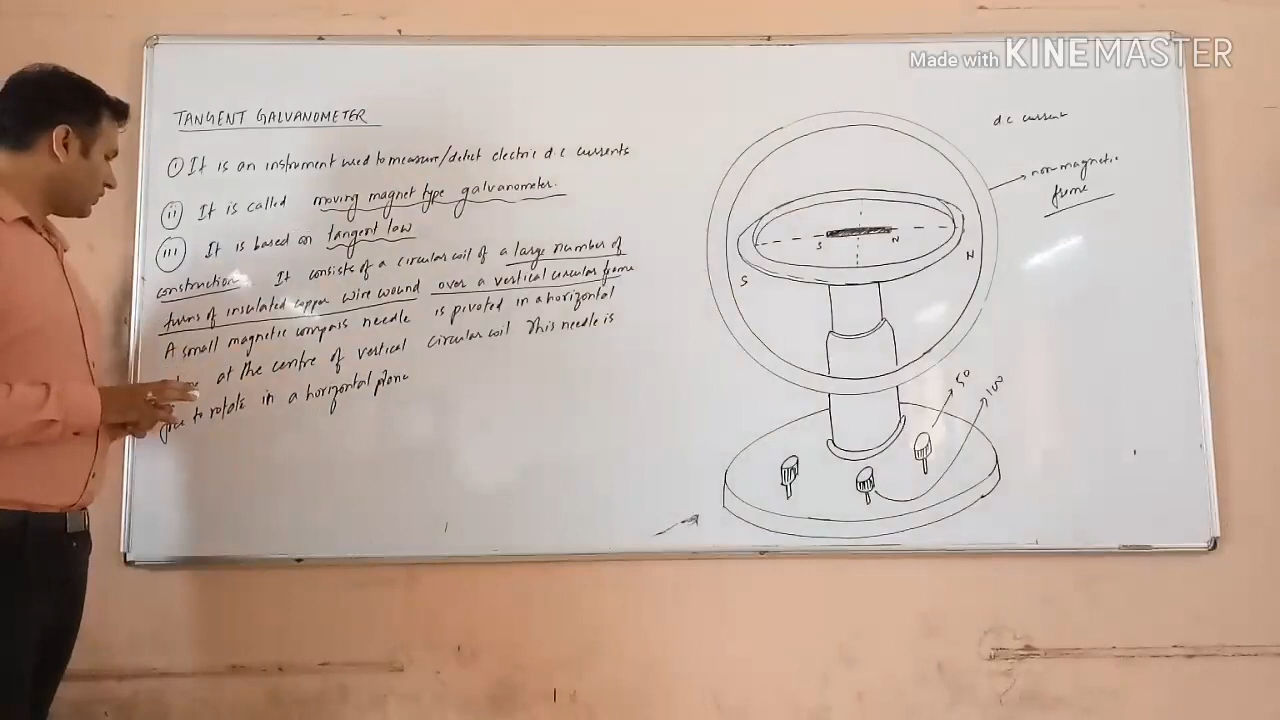 Made with KINEMASTER
TANGENT GALVANOMETER
(i) It is an instrument used to measure/detect electric d.c currents
(ii) It is called moving magnet type galvanometer.
(iii) It is based on tangent law
construction It consists of a circular coil of a large number of
turns of insulated copper wire wound over a vertical circular frame
A small magnetic compass needle is pivoted in a horizontal
at the centre of vertical circular coil This needle is
free to rotate in a horizontal plane
dc current
non-magnetic
frame
S
N
S
N
50
100